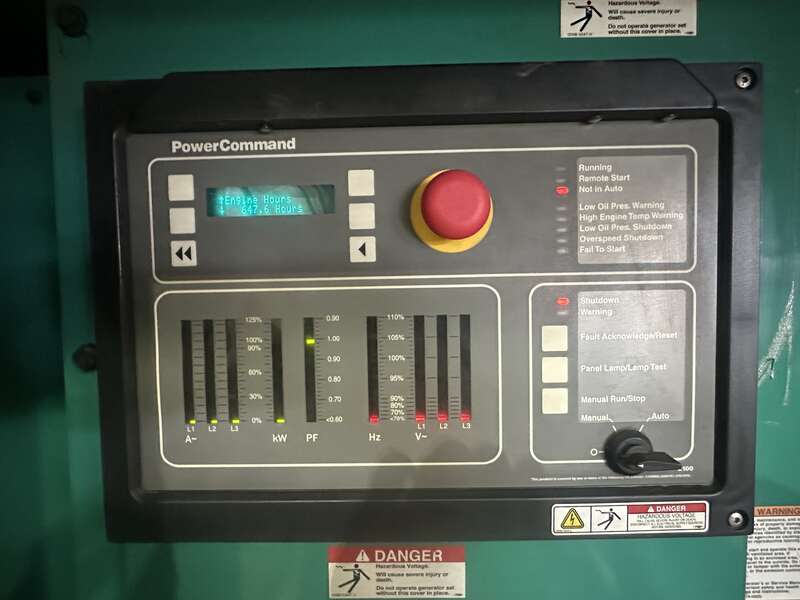 Hazardous Voltage.
Will cause severe injury or
death.
Do not operate generator set
without this cover in place.
PowerCommand
↑Engine Hours
↓ 647.6 Hours
Running
Remote Start
Not in Auto
Low Oil Pres. Warning
High Engine Temp Warning
Low Oil Pres. Shutdown
Overspeed Shutdown
Fail To Start
125%
100%
90%
60%
30%
0%
L1 L2 L3
A~ kW
0.90
1.00
0.90
0.80
0.70
<0.60
PF
110%
105%
100%
95%
90%
80%
70%
Hz
L1 L2 L3
V~
Shutdown
Warning
Fault Acknowledge/Reset
Panel Lamp/Lamp Test
Manual Run/Stop
Manual Auto
O
DANGER
HAZARDOUS VOLTAGE
DANGER
Hazardous Voltage.
Will cause severe injury or
death.
Do not operate generator set
without this cover in place.
WARNING